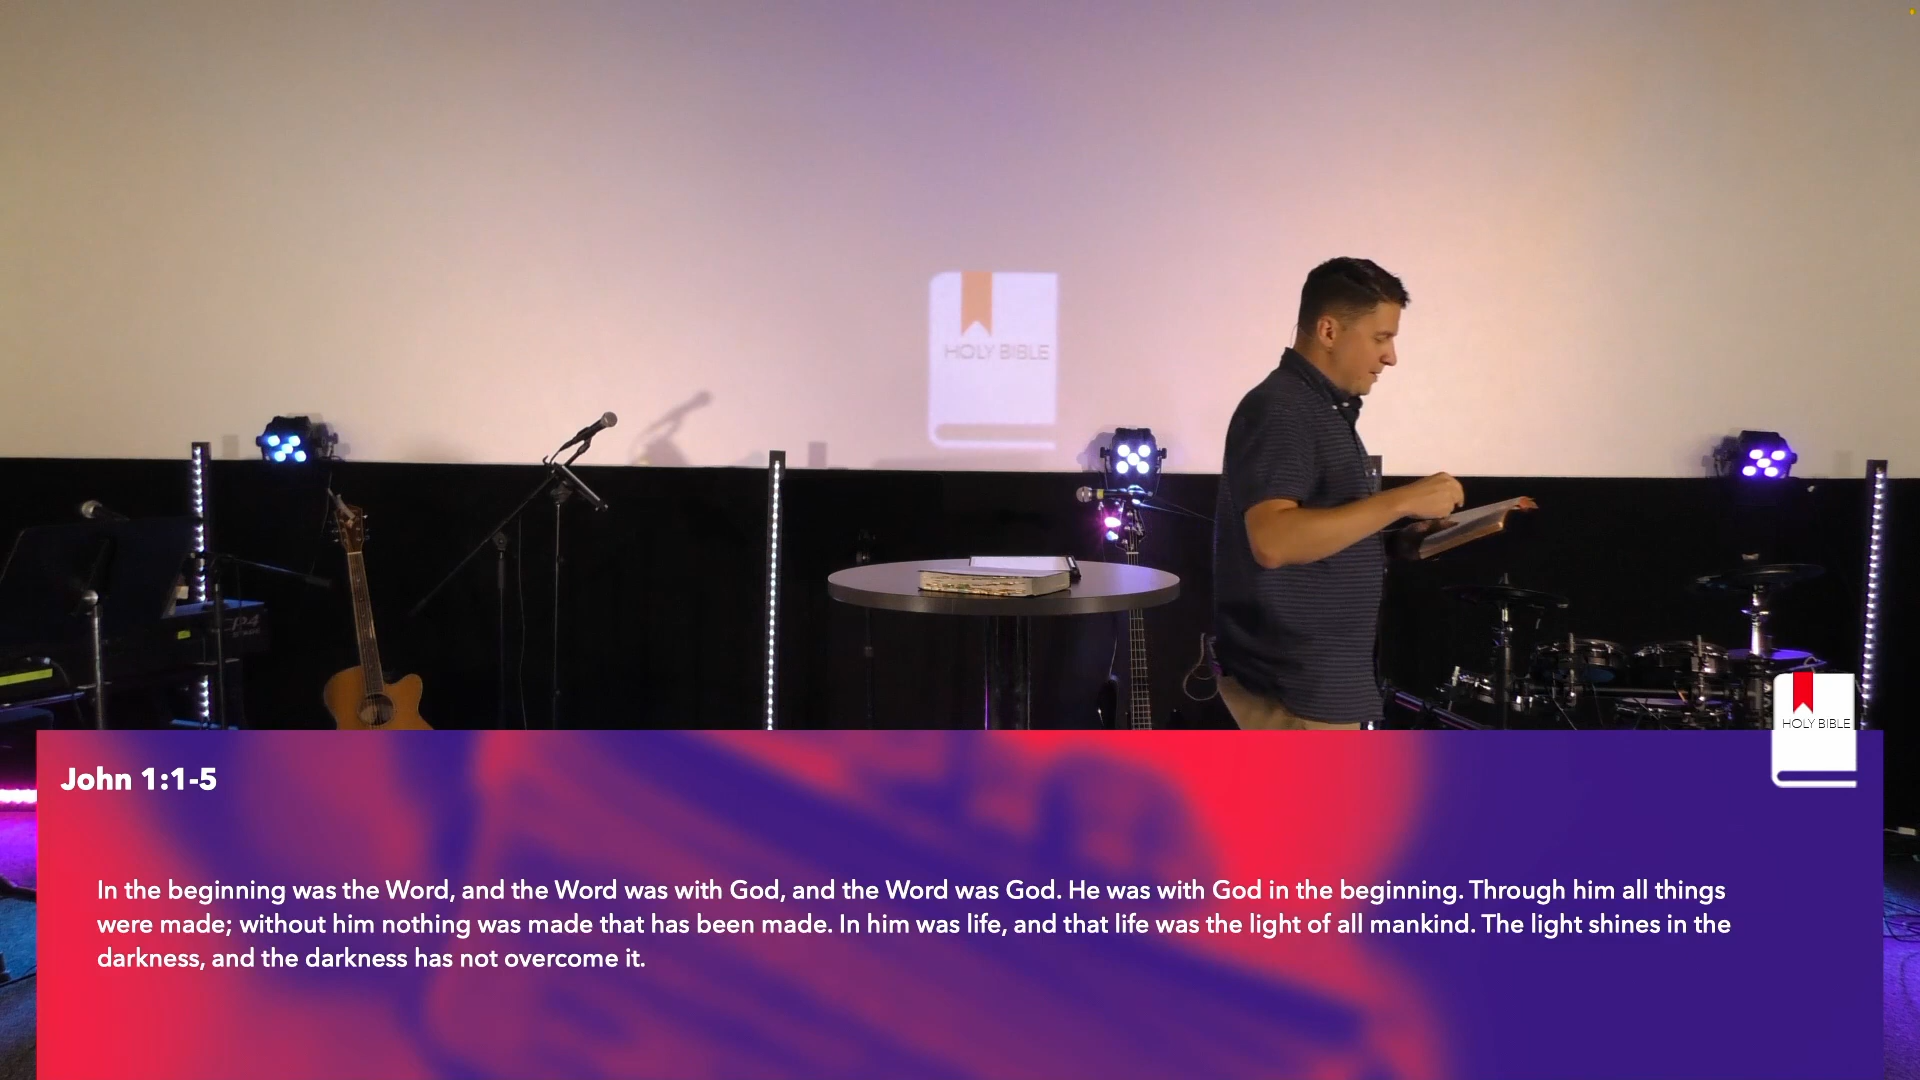 HOLY BIBLE
CP4
HOLY BIBLE
John 1:1-5
In the beginning was the Word, and the Word was with God, and the Word was God. He was with God in the beginning. Through him all things
were made; without him nothing was made that has been made. In him was life, and that life was the light of all mankind. The light shines in the
darkness, and the darkness has not overcome it.